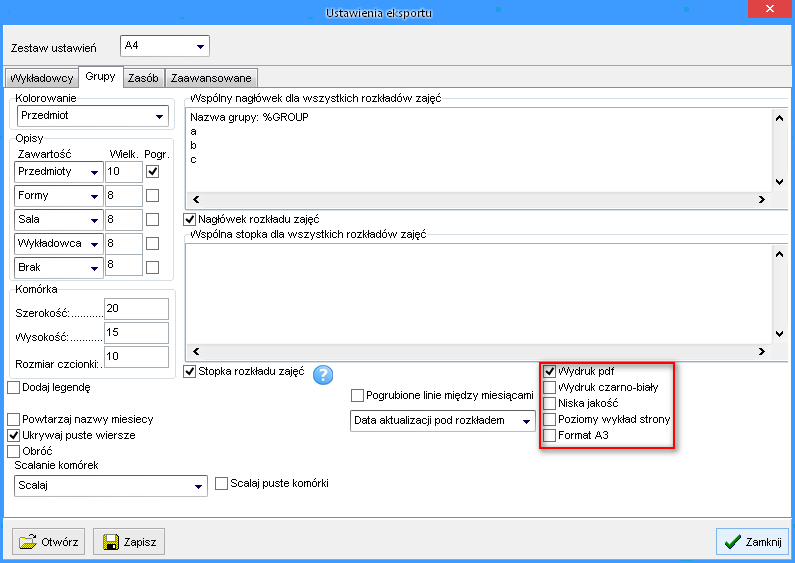 Ustawienia eksportu
Zestaw ustawień A4
Wykładowcy Grupy Zasób Zaawansowane
Kolorowanie
Przedmiot
Opisy
Zawartość Wielk. Pogr.
Przedmioty 10
Formy 8
Sala 8
Wykładowca 8
Brak 8
Komórka
Szerokość:........... 20
Wysokość:........... 15
Rozmiar czcionki:. 10
Dodaj legendę
Powtarzaj nazwy miesiecy
Ukrywaj puste wiersze
Obróć
Scalanie komórek
Scalaj
Scalaj puste komórki
Wspólny nagłówek dla wszystkich rozkładów zajęć
Nazwa grupy: %GROUP
a
b
c
Nagłówek rozkładu zajęć
Wspólna stopka dla wszystkich rozkładów zajęć
Stopka rozkładu zajęć ?
Pogrubione linie między miesiącami
Data aktualizacji pod rozkładem
Wydruk pdf
Wydruk czarno-biały
Niska jakość
Poziomy wykład strony
Format A3
Otwórz Zapisz Zamknij